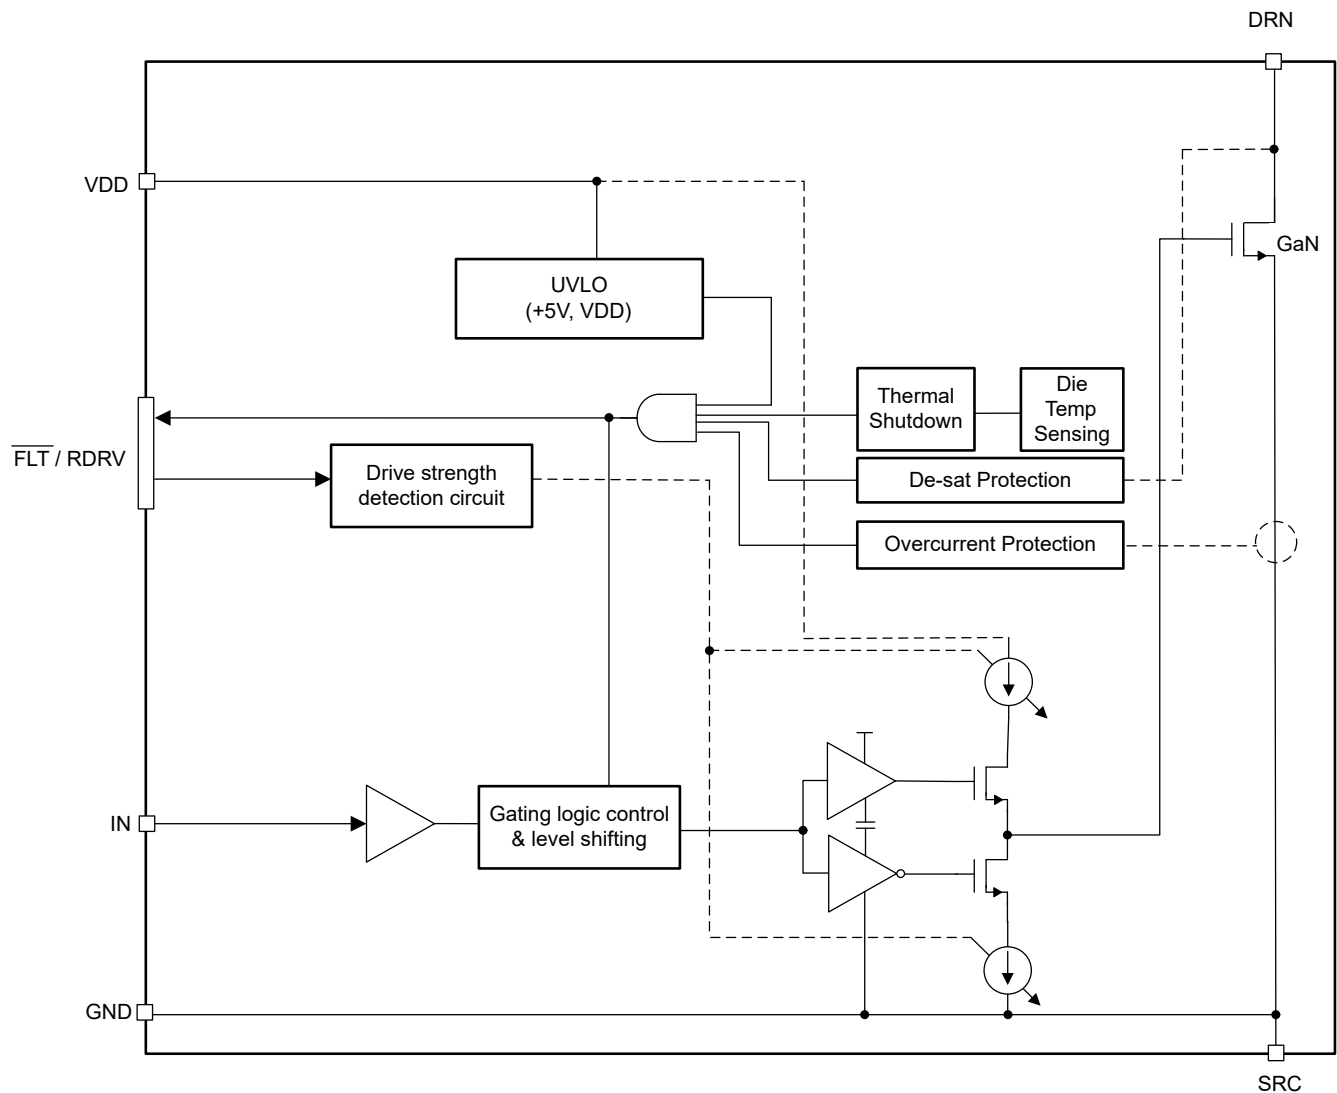 DRN
VDD
GaN
UVLO
(+5V, VDD)
Thermal
Shutdown
Die
Temp
Sensing
FLT / RDRV
Drive strength
detection circuit
De-sat Protection
Overcurrent Protection
IN
Gating logic control
& level shifting
GND
SRC